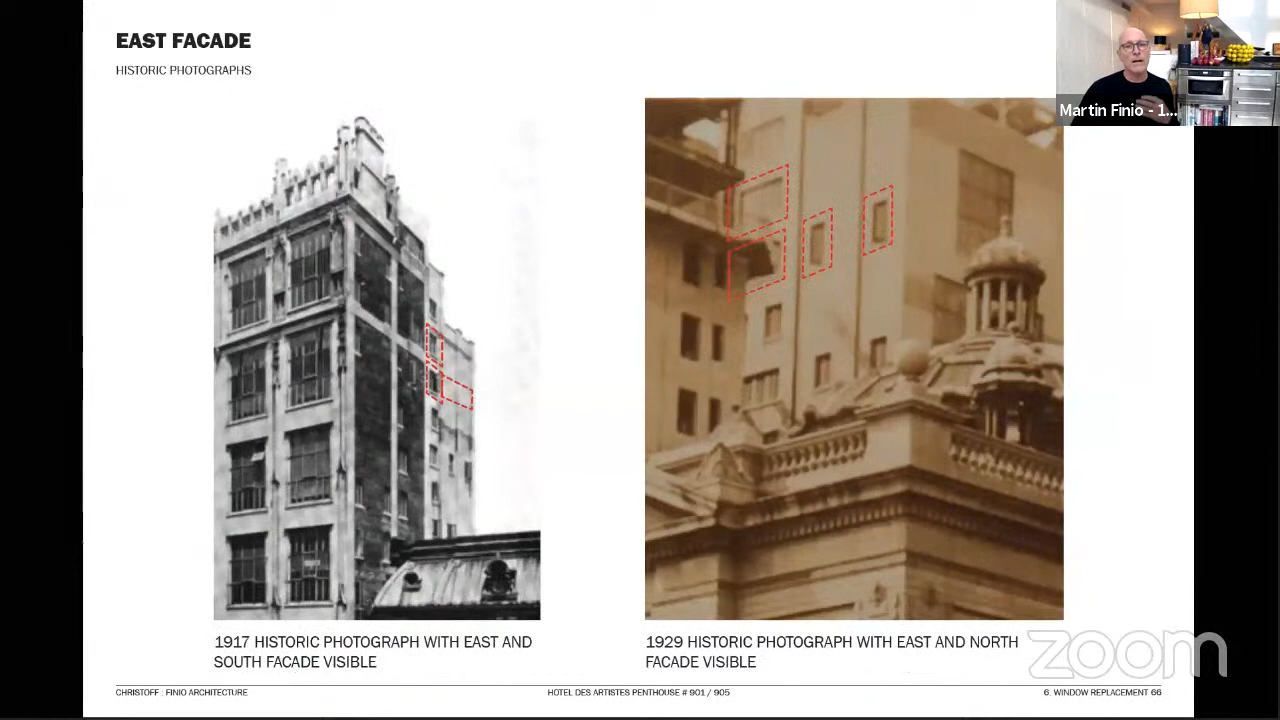 EAST FACADE
HISTORIC PHOTOGRAPHS
Martin Finio - 1...
1917 HISTORIC PHOTOGRAPH WITH EAST AND
SOUTH FACADE VISIBLE
1929 HISTORIC PHOTOGRAPH WITH EAST AND NORTH
FACADE VISIBLE
zoom
CHRISTOFF : FINIO ARCHITECTURE
HOTEL DES ARTISTES PENTHOUSE # 901 / 905
6. WINDOW REPLACEMENT 66